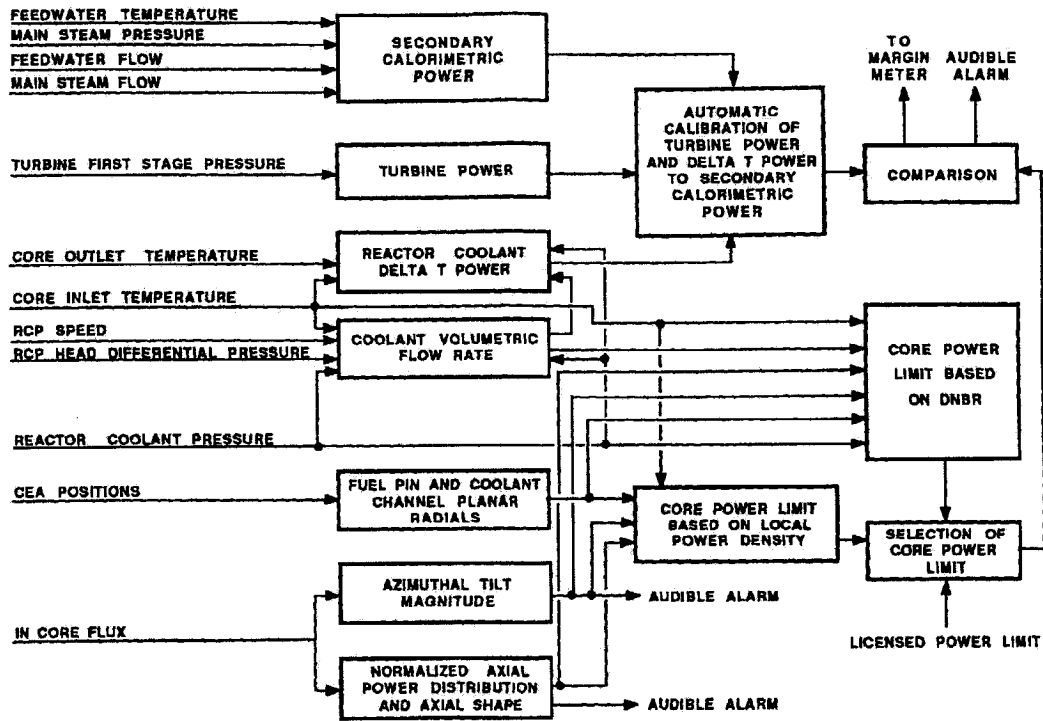 FEEDWATER TEMPERATURE
MAIN STEAM PRESSURE
FEEDWATER FLOW
MAIN STEAM FLOW
SECONDARY
CALORIMETRIC
POWER
TO
MARGIN
METER
AUDIBLE
ALARM
AUTOMATIC
CALIBRATION OF
TURBINE POWER
AND DELTA T POWER
TO SECONDARY
CALORIMETRIC
POWER
TURBINE FIRST STAGE PRESSURE
TURBINE POWER
COMPARISON
CORE OUTLET TEMPERATURE
REACTOR COOLANT
DELTA T POWER
CORE INLET TEMPERATURE
RCP SPEED
RCP HEAD DIFFERENTIAL PRESSURE
COOLANT VOLUMETRIC
FLOW RATE
CORE POWER
LIMIT BASED
ON DNBR
REACTOR COOLANT PRESSURE
CEA POSITIONS
FUEL PIN AND COOLANT
CHANNEL PLANAR
RADIALS
CORE POWER LIMIT
BASED ON LOCAL
POWER DENSITY
SELECTION OF
CORE POWER
LIMIT
AZIMUTHAL TILT
MAGNITUDE
AUDIBLE ALARM
IN CORE FLUX
LICENSED POWER LIMIT
NORMALIZED AXIAL
POWER DISTRIBUTION
AND AXIAL SHAPE
AUDIBLE ALARM